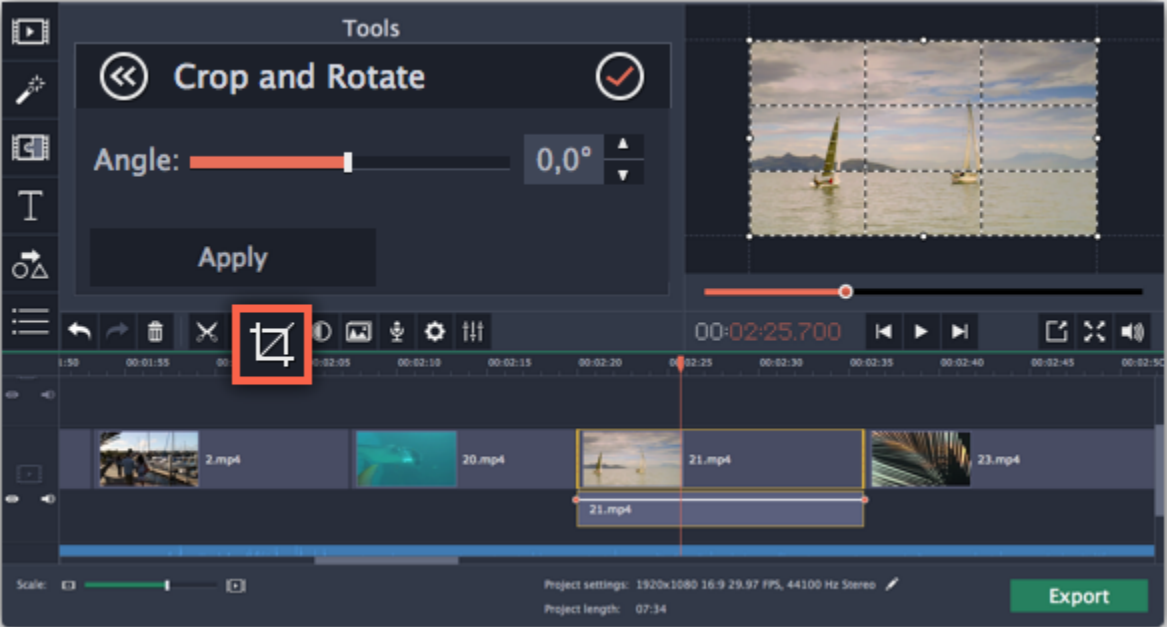 Tools
Crop and Rotate
Angle:
0,0°
Apply
T
00:02:25.700
1:50
00:01:55
00
:02:05
00:02:10
00:02:15
00:02:20
00:02:25
00:02:30
00:02:35
00:02:40
00:02:45
00:02:50
2.mp4
20.mp4
21.mp4
23.mp4
21.mp4
Scale:
Project settings: 1920x1080 16:9 29.97 FPS, 44100 Hz Stereo
Project length: 07:34
Export